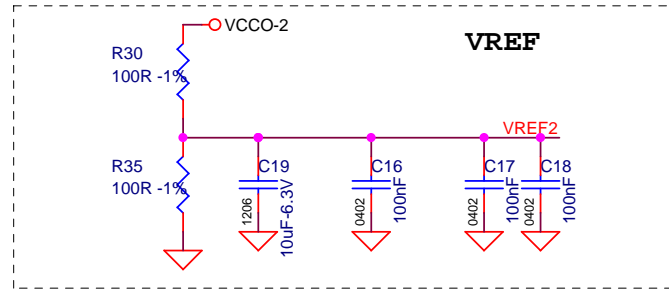 VCCO-2
VREF
R30
100R -1%
VREF2
R35
100R -1%
C19
1206
10uF-6.3V
C16
0402
100nF
C17
0402
100nF
C18
0402
100nF